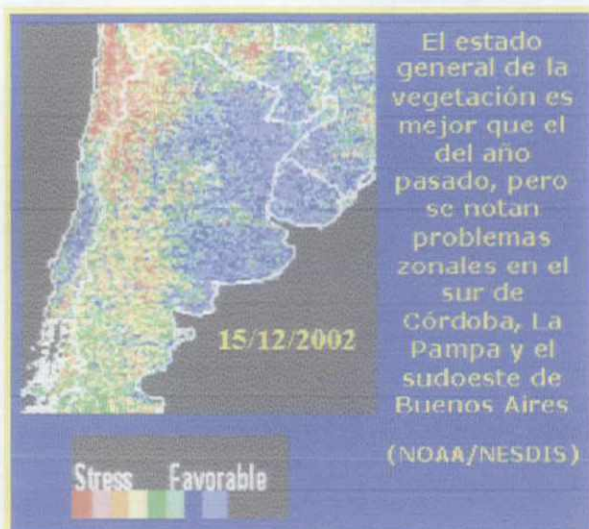 El estado
general de la
vegetación es
mejor que el
del año
pasado, pero
se notan
problemas
zonales en el
sur de
Córdoba, La
Pampa y el
sudoeste de
Buenos Aires
(NOAA/NESDIS)
15/12/2002
Stress Favorable